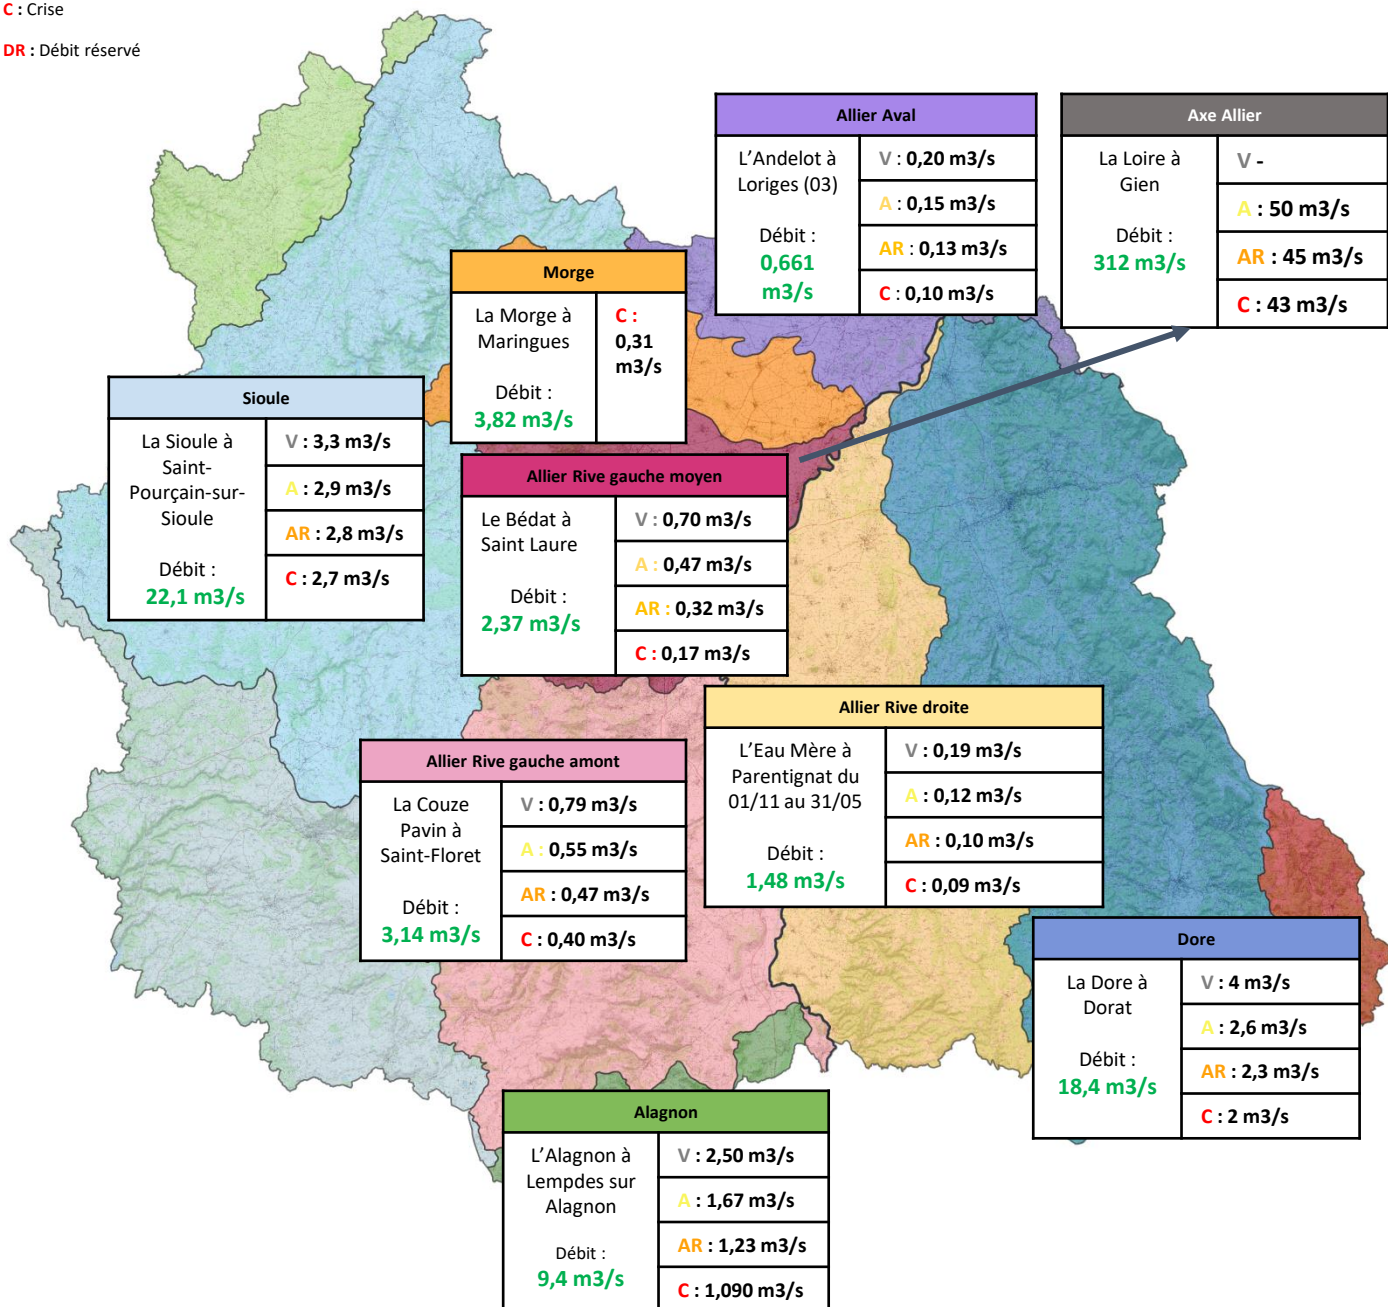 C : Crise
DR : Débit réservé
Allier Aval
L'Andelot à
Loriges (03)
Débit :
0,661
m3/s
V : 0,20 m3/s
A : 0,15 m3/s
AR : 0,13 m3/s
C : 0,10 m3/s
Axe Allier
La Loire à
Gien
Débit :
312 m3/s
V -
A : 50 m3/s
AR : 45 m3/s
C : 43 m3/s
Morge
La Morge à
Maringues
Débit :
3,82 m3/s
C :
0,31
m3/s
Sioule
La Sioule à
Saint-
Pourçain-sur-
Sioule
Débit :
22,1 m3/s
V : 3,3 m3/s
A : 2,9 m3/s
AR : 2,8 m3/s
C : 2,7 m3/s
Allier Rive gauche moyen
Le Bédat à
Saint Laure
Débit :
2,37 m3/s
V : 0,70 m3/s
A : 0,47 m3/s
AR : 0,32 m3/s
C : 0,17 m3/s
Allier Rive droite
L'Eau Mère à
Parentignat du
01/11 au 31/05
Débit :
1,48 m3/s
V : 0,19 m3/s
A : 0,12 m3/s
AR : 0,10 m3/s
C : 0,09 m3/s
Allier Rive gauche amont
La Couze
Pavin à
Saint-Floret
Débit :
3,14 m3/s
V : 0,79 m3/s
A : 0,55 m3/s
AR : 0,47 m3/s
C : 0,40 m3/s
Dore
La Dore à
Dorat
Débit :
18,4 m3/s
V : 4 m3/s
A : 2,6 m3/s
AR : 2,3 m3/s
C : 2 m3/s
Alagnon
L'Alagnon à
Lempdes sur
Alagnon
Débit :
9,4 m3/s
V : 2,50 m3/s
A : 1,67 m3/s
AR : 1,23 m3/s
C : 1,090 m3/s